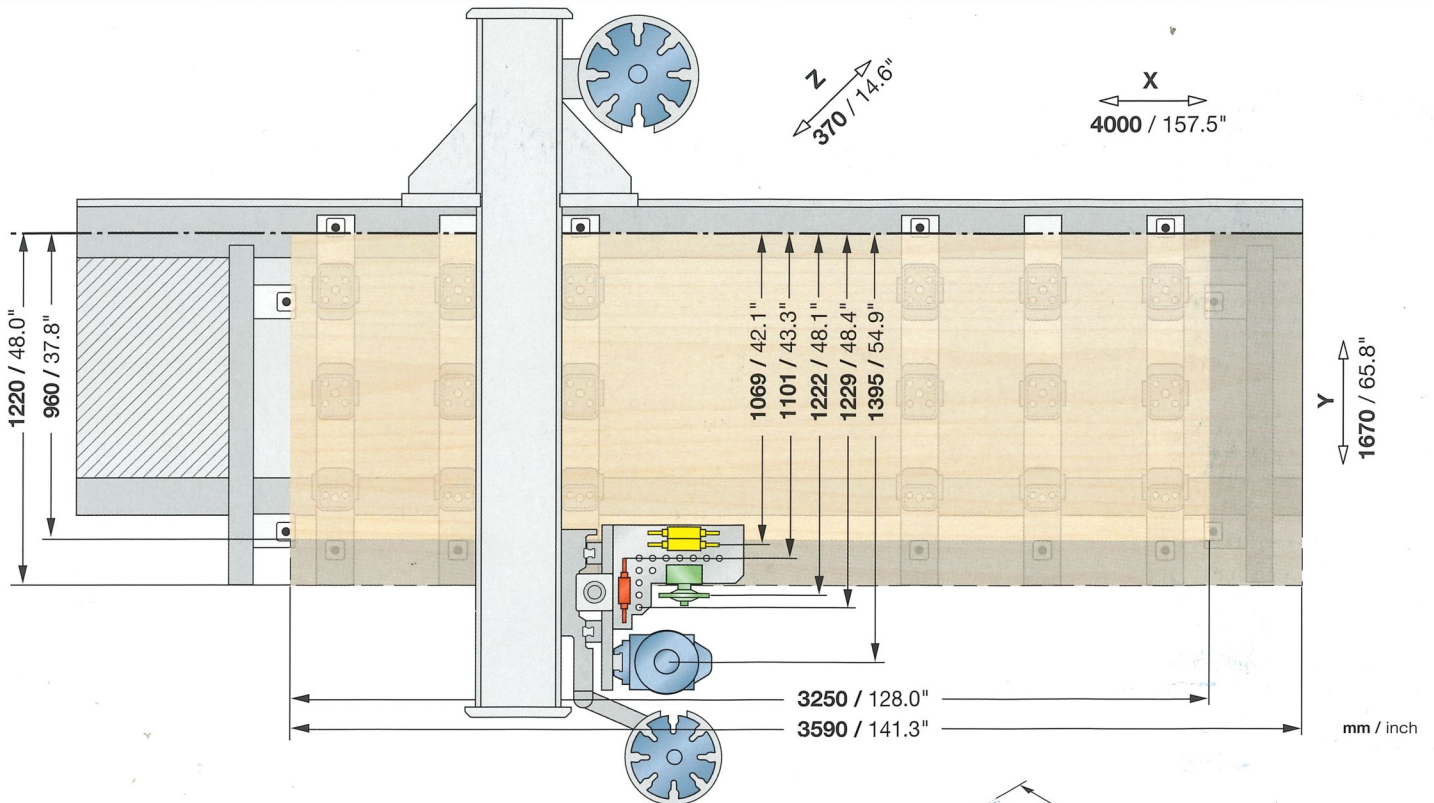 Z
370 / 14.6"
X
4000 / 157.5"
1220 / 48.0"
960 / 37.8"
1069 / 42.1"
1101 / 43.3"
1222 / 48.1"
1229 / 48.4"
1395 / 54.9"
Y
1670 / 65.8"
3250 / 128.0"
3590 / 141.3"
mm / inch